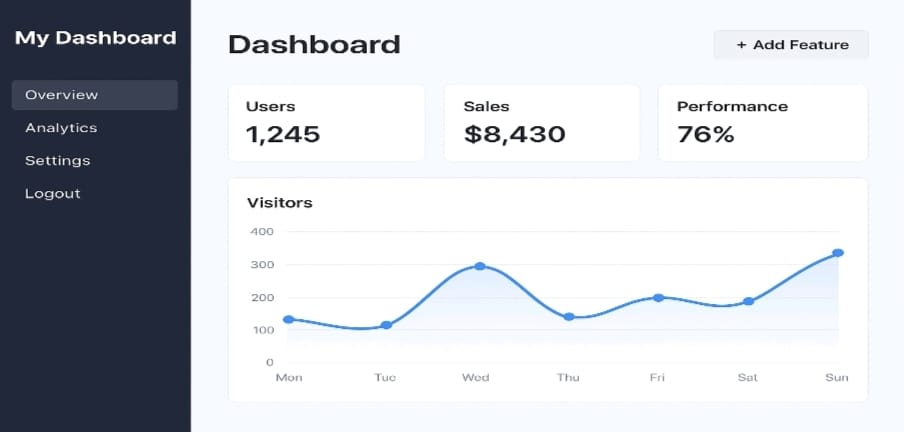 My Dashboard
Overview
Analytics
Settings
Logout
Dashboard
+ Add Feature
Users
1,245
Sales
$8,430
Performance
76%
Visitors
400
300
200
100
0
Mon
Tue
Wed
Thu
Fri
Sat
Sun